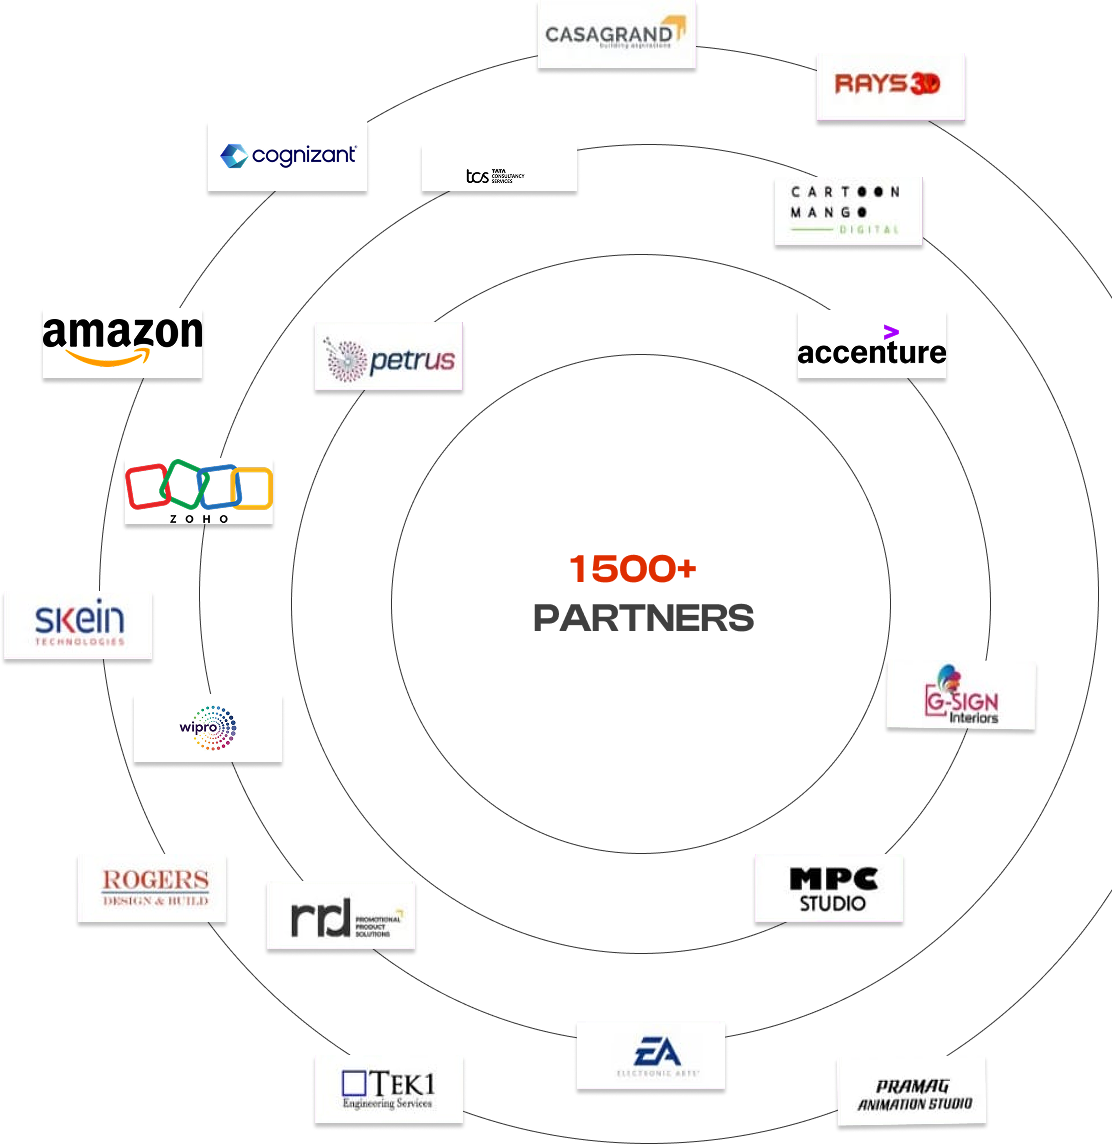 CASAGRAND
building aspirations
RAYS 3D
cognizant
tcs TATA
CONSULTANCY
SERVICES
CARTOON
MANGO
DIGITAL
amazon
petrus
>
accenture
ZOHO
1500+
PARTNERS
SKein
TECHNOLOGIES
G-SIGN
Interiors
wipro
ROGERS
DESIGN & BUILD
MPC
STUDIO
rrd PROMOTIONAL
PRODUCT
SOLUTIONS
EA
ELECTRONIC ARTS
TEK1
Engineering Services
PRAMAG
ANIMATION STUDIO